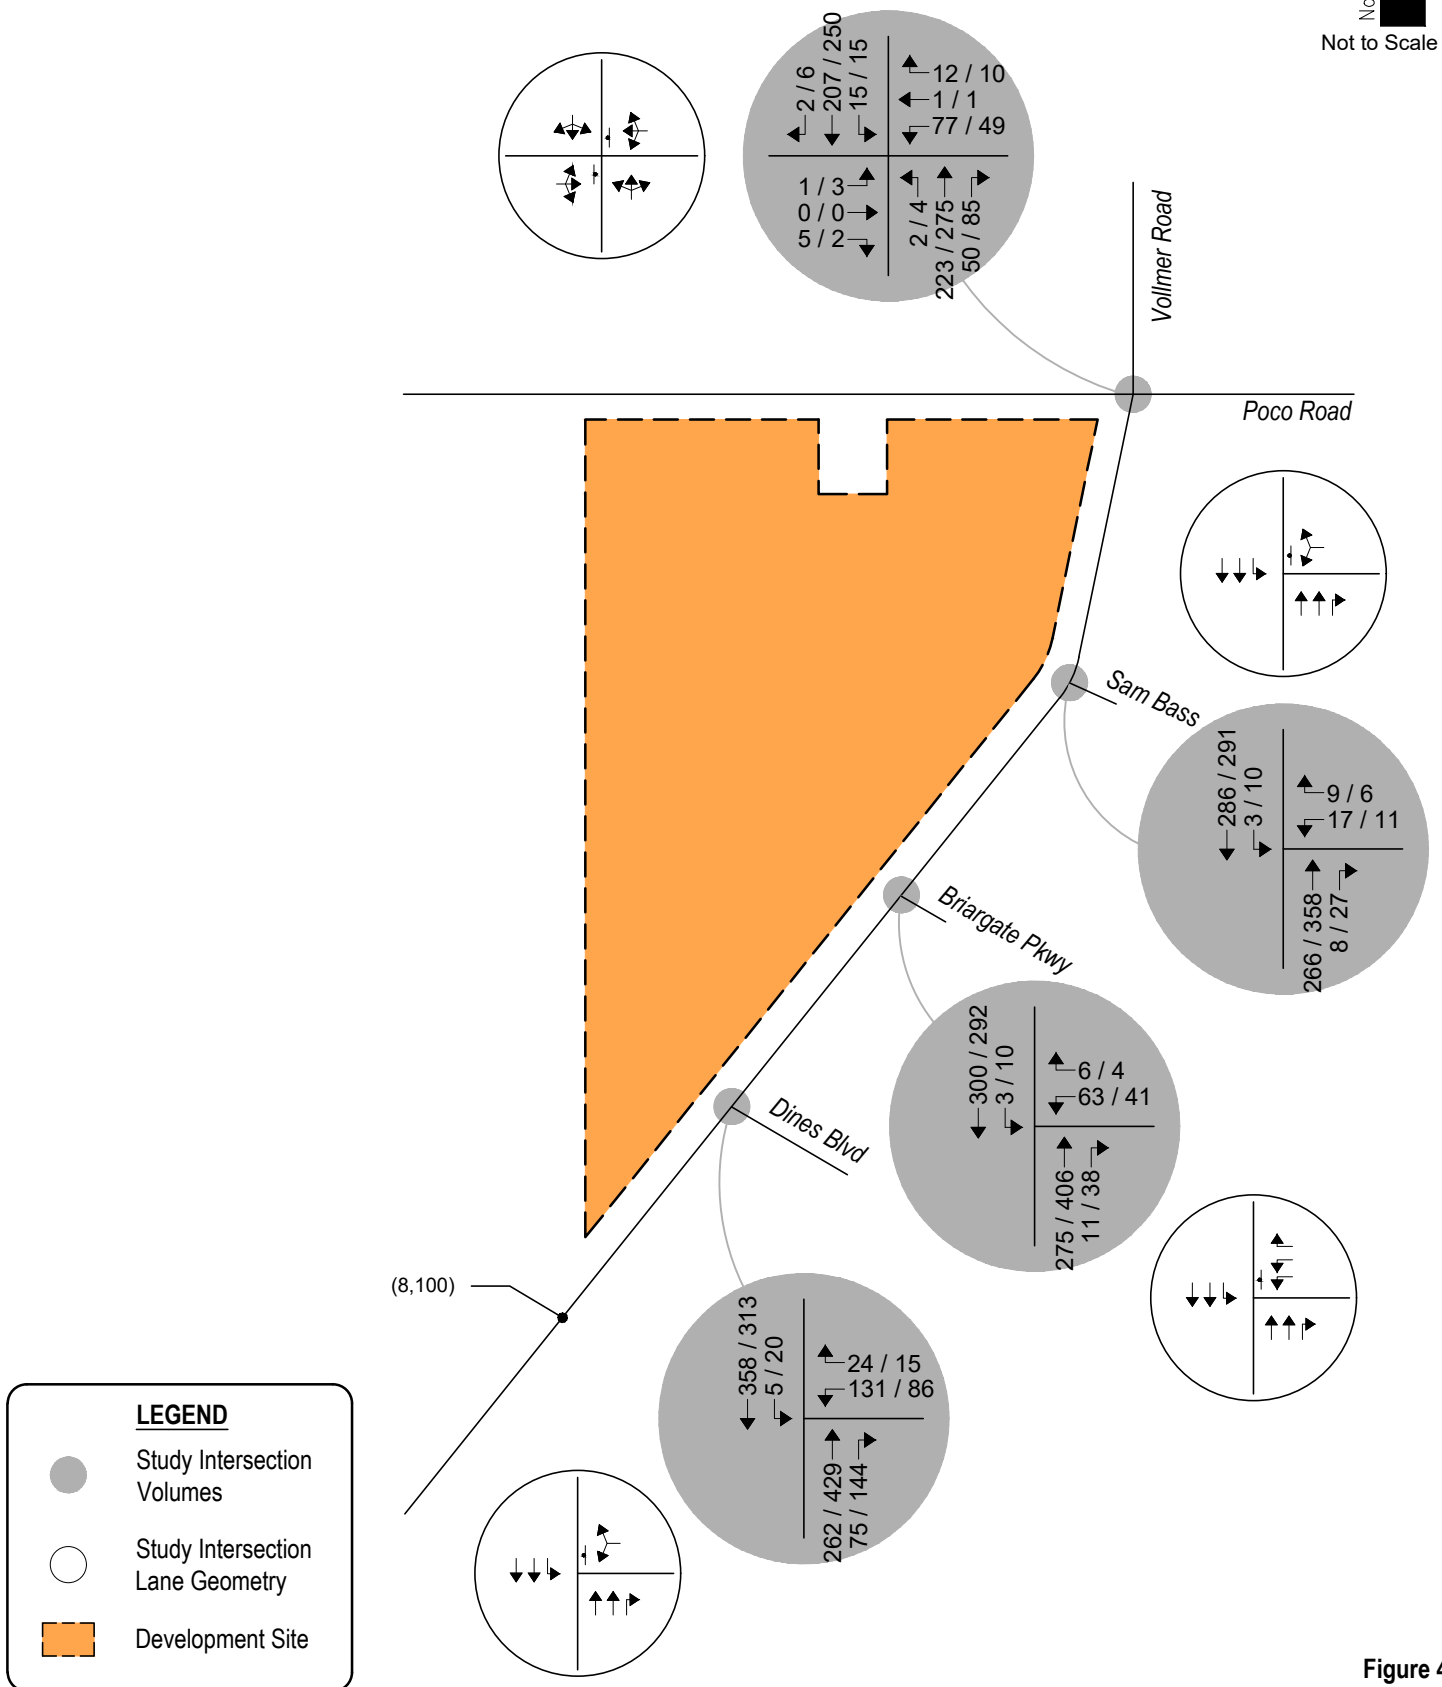 No
Not to Scale
2 / 6
207 / 250
15 / 15
12 / 10
1 / 1
77 / 49
1 / 3
0 / 0
5 / 2
2 / 4
223 / 275
50 / 85
Vollmer Road
Poco Road
Sam Bass
286 / 291
3 / 10
9 / 6
17 / 11
266 / 358
8 / 27
Briargate Pkwy
300 / 292
3 / 10
6 / 4
63 / 41
275 / 406
11 / 38
Dines Blvd
(8,100)
358 / 313
5 / 20
24 / 15
131 / 86
262 / 429
75 / 144
LEGEND
Study Intersection
Volumes
Study Intersection
Lane Geometry
Development Site
Figure 4